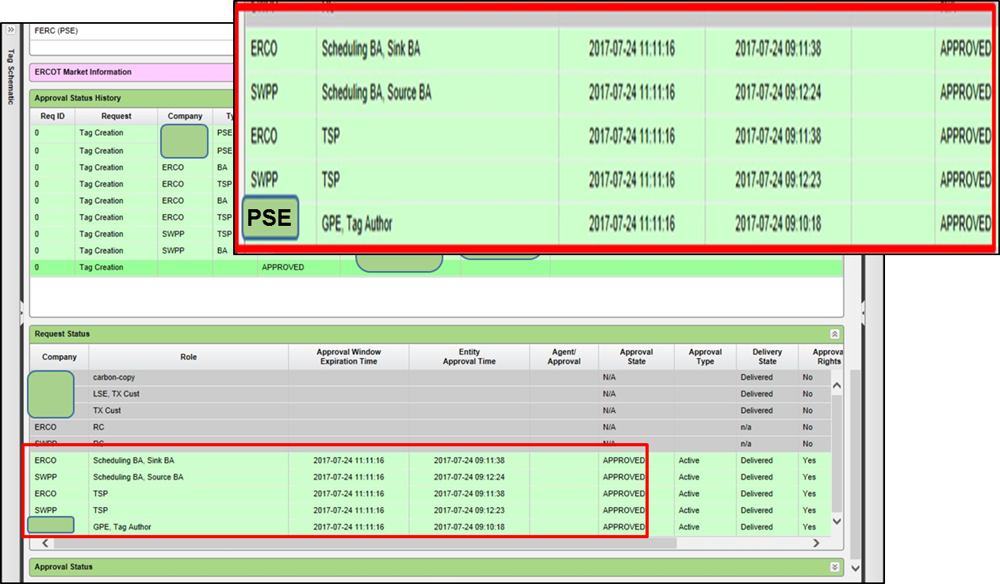 ERCO Scheduling BA, Sink BA 2017-07-24 11:11:16 2017-07-24 09:11:38 APPROVED
SWPP Scheduling BA, Source BA 2017-07-24 11:11:16 2017-07-24 09:12:24 APPROVED
ERCO TSP 2017-07-24 11:11:16 2017-07-24 09:11:38 APPROVED
SWPP TSP 2017-07-24 11:11:16 2017-07-24 09:12:23 APPROVED
PSE GPE, Tag Author 2017-07-24 11:11:16 2017-07-24 09:10:18 APPROVED
Tag Schematic
FERC (PSE)
ERCOT Market Information
Approval Status History
Req ID Request Company Ty
0 Tag Creation PSE
0 Tag Creation PSE
0 Tag Creation ERCO BA
0 Tag Creation ERCO TSP
0 Tag Creation ERCO BA
0 Tag Creation ERCO TSP
0 Tag Creation SWPP TSP
0 Tag Creation SWPP BA
0 Tag Creation APPROVED
Request Status
Company Role Approval Window Expiration Time Entity Approval Time Agent/ Approval Approval State Approval Type Delivery State Approva Rights
carbon-copy N/A Delivered No
LSE, TX Cust N/A Delivered No
TX Cust N/A Delivered No
ERCO RC N/A n/a No
SWPP RC N/A n/a No
ERCO Scheduling BA, Sink BA 2017-07-24 11:11:16 2017-07-24 09:11:38 APPROVED Active Delivered Yes
SWPP Scheduling BA, Source BA 2017-07-24 11:11:16 2017-07-24 09:12:24 APPROVED Active Delivered Yes
ERCO TSP 2017-07-24 11:11:16 2017-07-24 09:11:38 APPROVED Active Delivered Yes
SWPP TSP 2017-07-24 11:11:16 2017-07-24 09:12:23 APPROVED Active Delivered Yes
GPE, Tag Author 2017-07-24 11:11:16 2017-07-24 09:10:18 APPROVED Active Delivered Yes
Approval Status